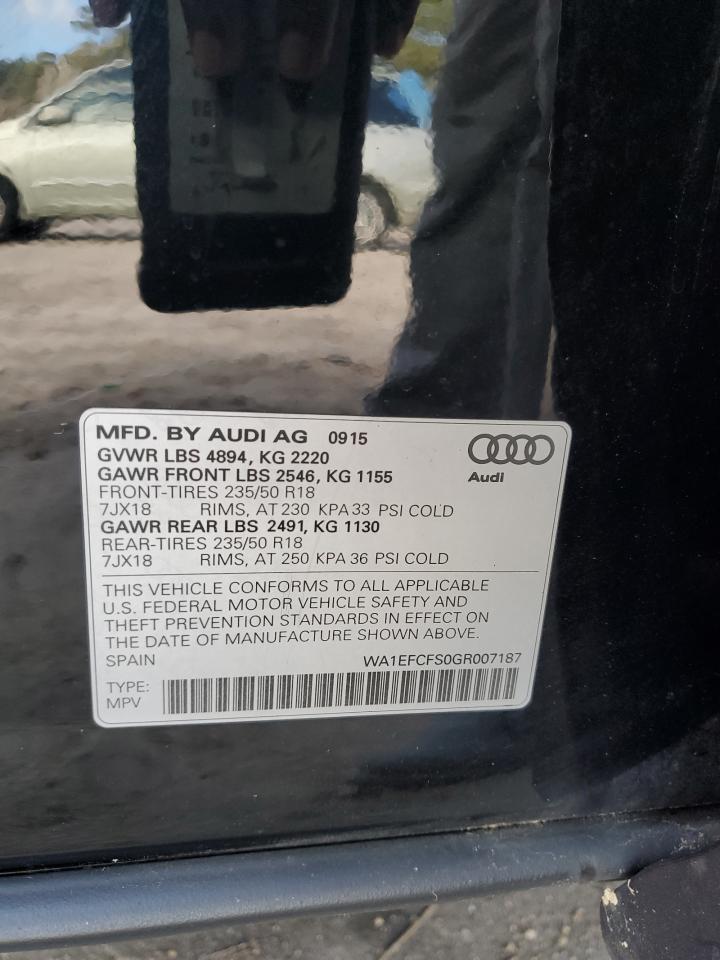 MFD. BY AUDI AG 0915
GVWR LBS 4894, KG 2220
GAWR FRONT LBS 2546, KG 1155
FRONT-TIRES 235/50 R18
7JX18 RIMS, AT 230 KPA 33 PSI COLD
GAWR REAR LBS 2491, KG 1130
REAR-TIRES 235/50 R18
7JX18 RIMS, AT 250 KPA 36 PSI COLD
Audi
THIS VEHICLE CONFORMS TO ALL APPLICABLE
U.S. FEDERAL MOTOR VEHICLE SAFETY AND
THEFT PREVENTION STANDARDS IN EFFECT ON
THE DATE OF MANUFACTURE SHOWN ABOVE.
SPAIN WA1EFCFS0GR007187
TYPE:
MPV